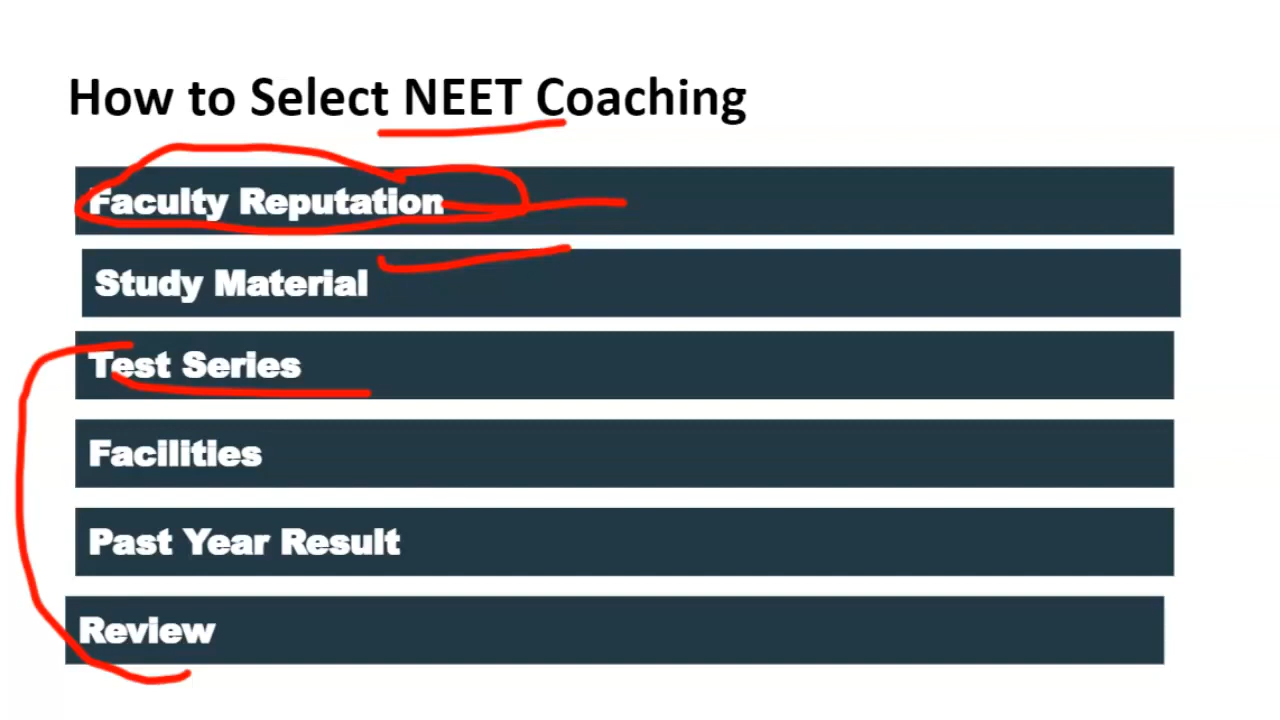 How to Select NEET Coaching
Faculty Reputation
Study Material
Test Series
Facilities
Past Year Result
Review